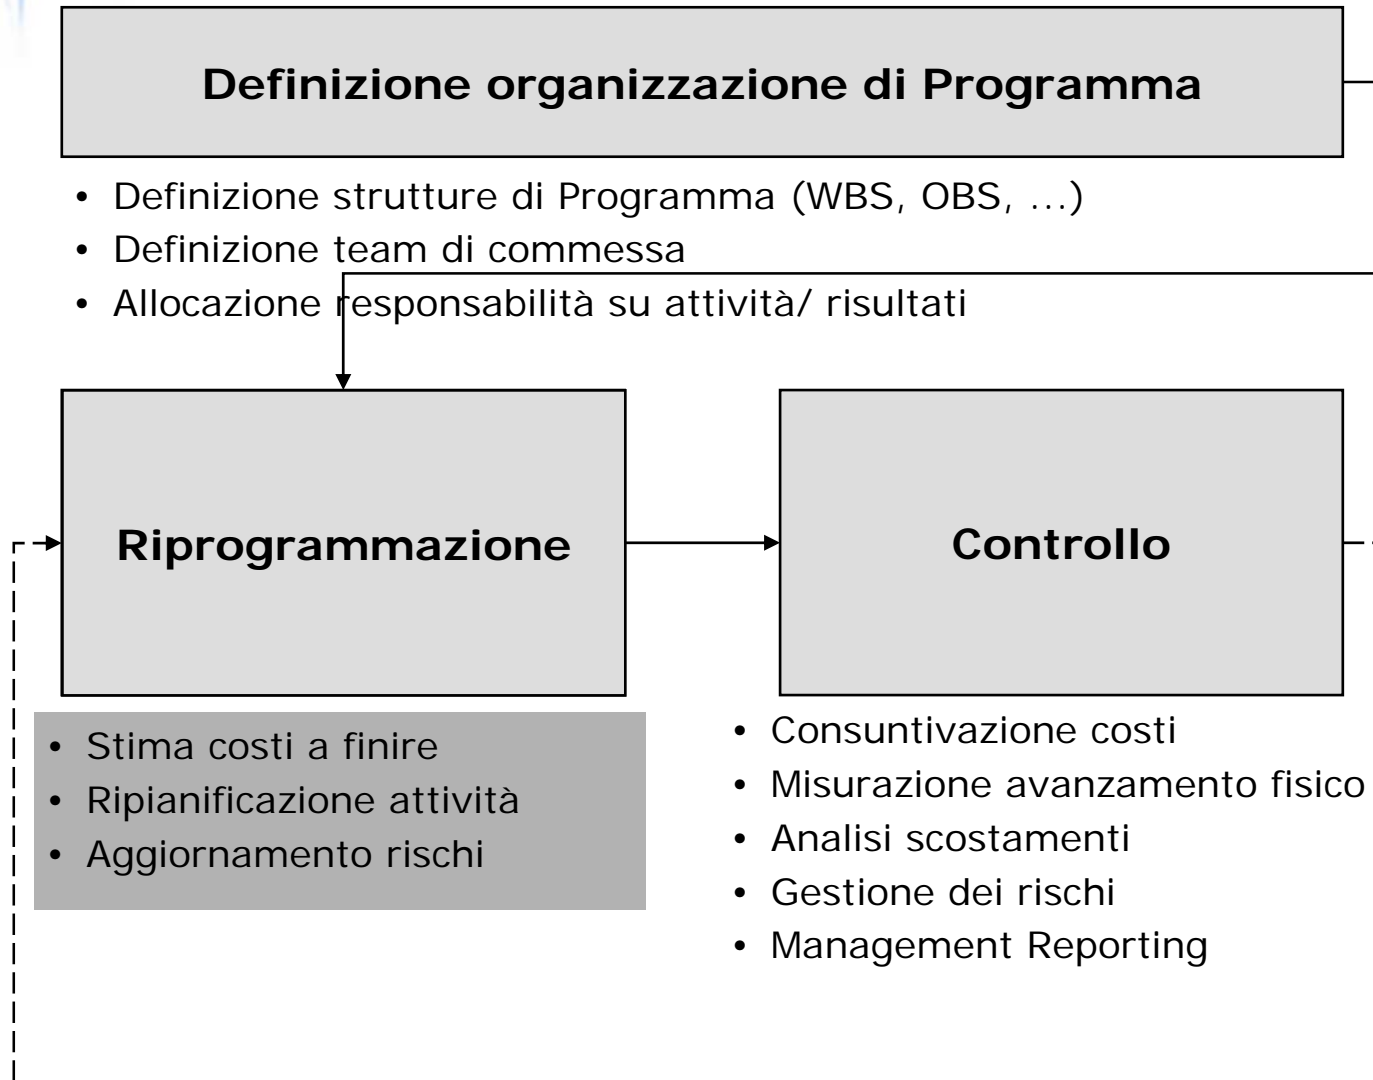 Definizione organizzazione di Programma
• Definizione strutture di Programma (WBS, OBS, ...)
• Definizione team di commessa
• Allocazione responsabilità su attività/ risultati
Riprogrammazione
Controllo
• Stima costi a finire
• Ripianificazione attività
• Aggiornamento rischi
• Consuntivazione costi
• Misurazione avanzamento fisico
• Analisi scostamenti
• Gestione dei rischi
• Management Reporting